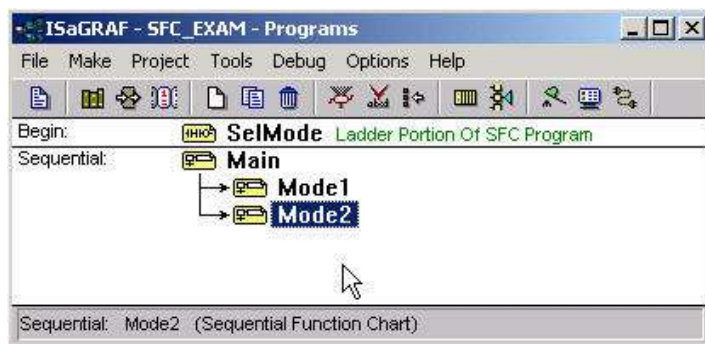 ISaGRAF - SFC_EXAM - Programs
File Make Project Tools Debug Options Help
Begin: SelMode Ladder Portion Of SFC Program
Sequential: Main
Mode1
Mode2
Sequential: Mode2 (Sequential Function Chart)